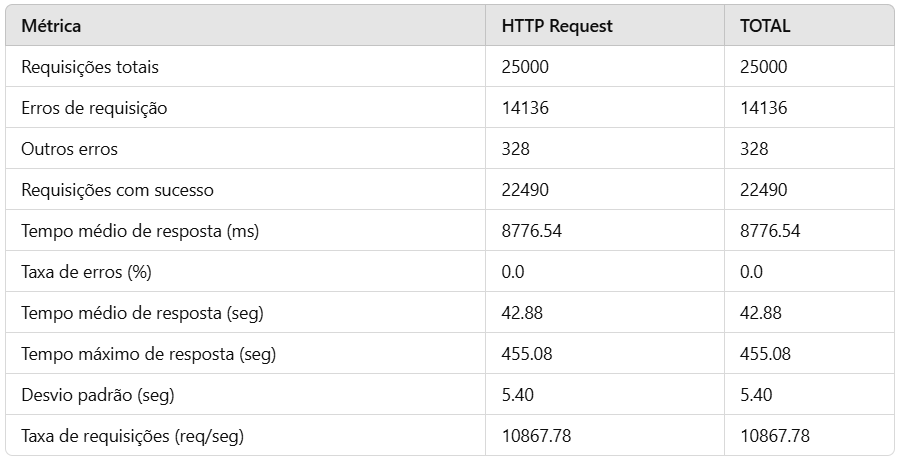 Métrica HTTP Request TOTAL
Requisições totais 25000 25000
Erros de requisição 14136 14136
Outros erros 328 328
Requisições com sucesso 22490 22490
Tempo médio de resposta (ms) 8776.54 8776.54
Taxa de erros (%) 0.0 0.0
Tempo médio de resposta (seg) 42.88 42.88
Tempo máximo de resposta (seg) 455.08 455.08
Desvio padrão (seg) 5.40 5.40
Taxa de requisições (req/seg) 10867.78 10867.78